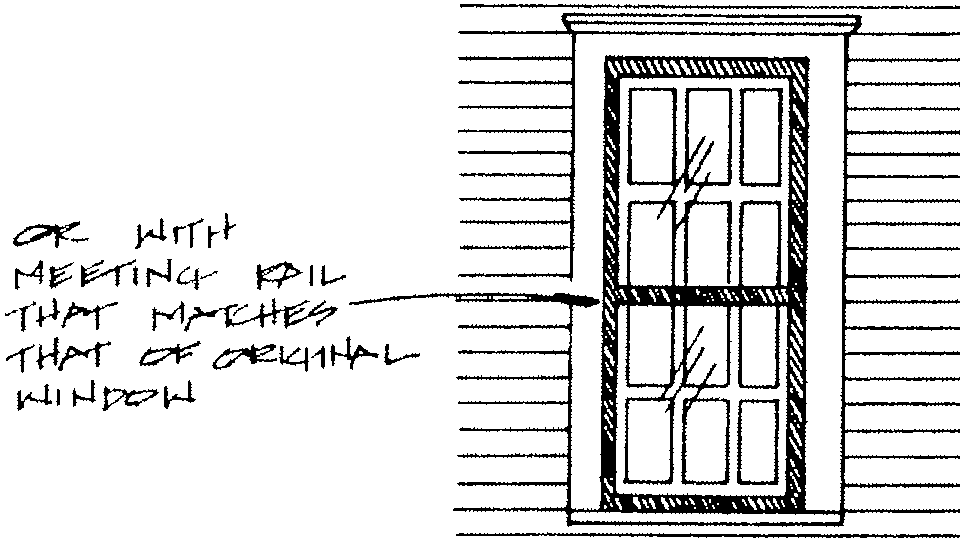 OR WITH
MEETING RAIL
THAT MATCHES
THAT OF ORIGINAL
WINDOW